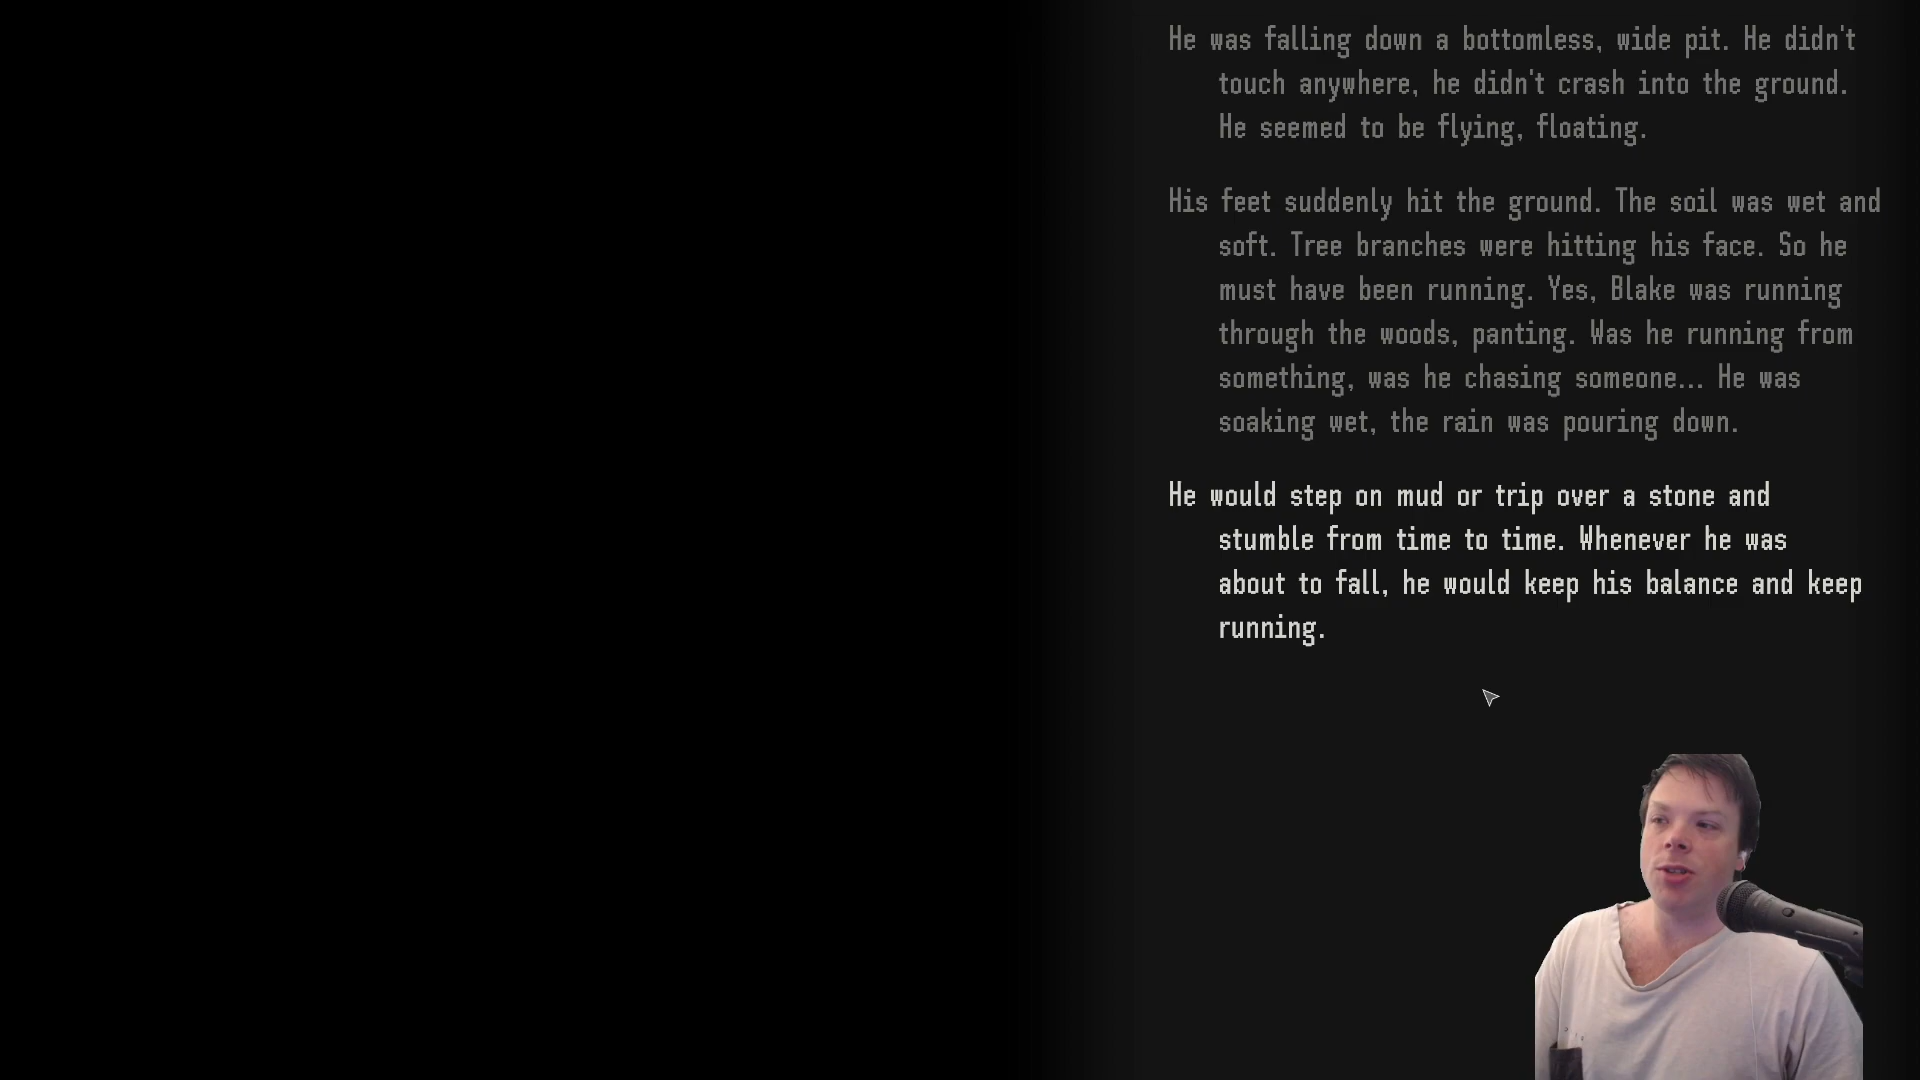 He was falling down a bottomless, wide pit. He didn't
touch anywhere, he didn't crash into the ground.
He seemed to be flying, floating.
His feet suddenly hit the ground. The soil was wet and
soft. Tree branches were hitting his face. So he
must have been running. Yes, Blake was running
through the woods, panting. Was he running from
something, was he chasing someone... He was
soaking wet, the rain was pouring down.
He would step on mud or trip over a stone and
stumble from time to time. Whenever he was
about to fall, he would keep his balance and keep
running.